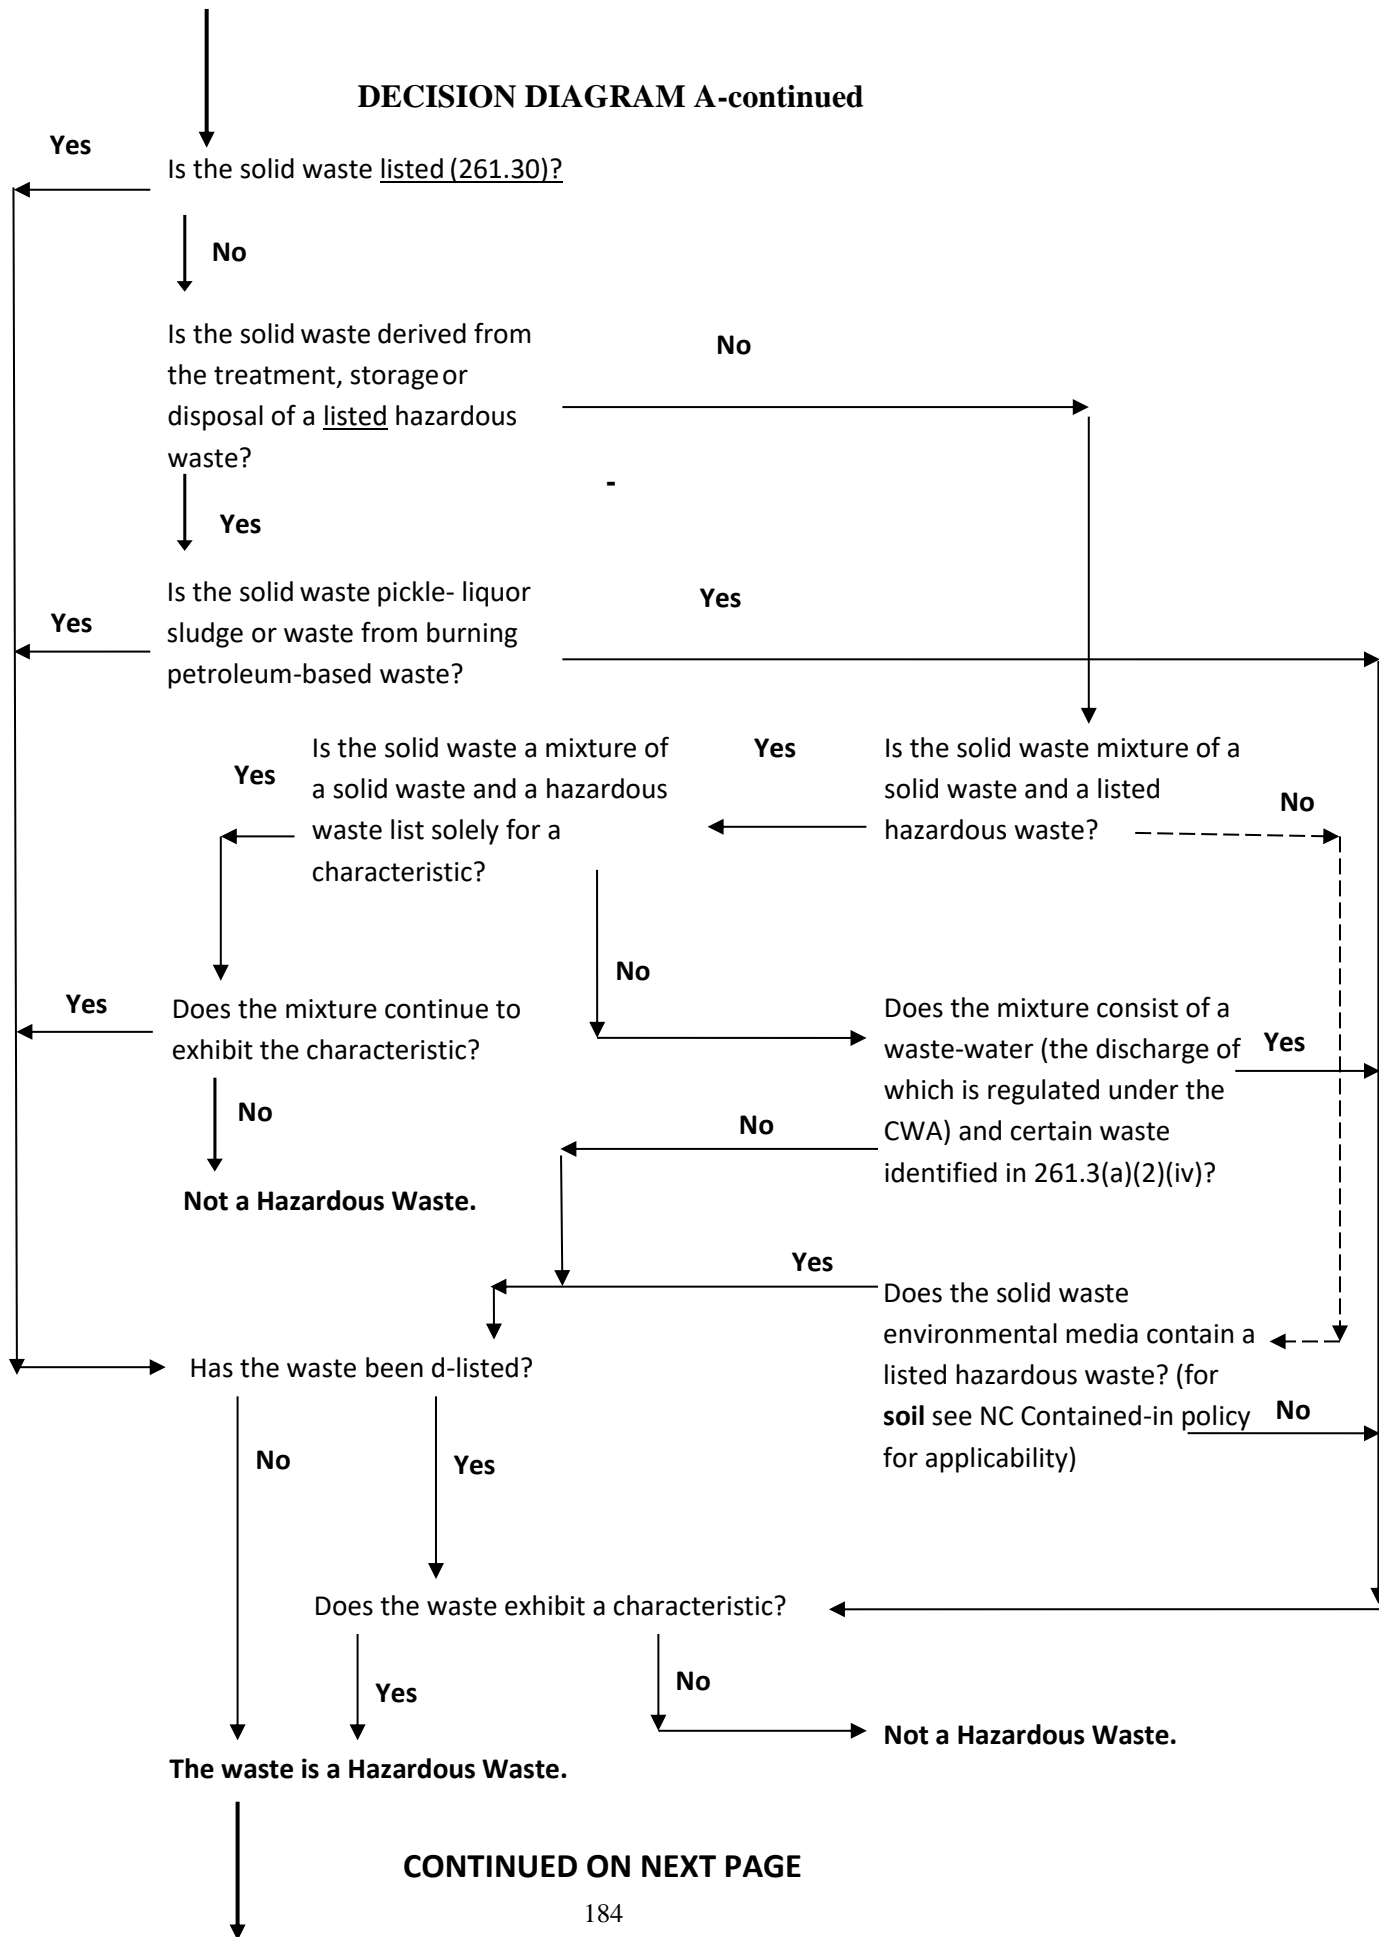 DECISION DIAGRAM A-continued
Yes
Is the solid waste listed (261.30)?
No
Is the solid waste derived from
the treatment, storage or
disposal of a listed hazardous
waste?
No
-
Yes
Is the solid waste pickle- liquor
sludge or waste from burning
petroleum-based waste?
Yes
Yes
Is the solid waste a mixture of
a solid waste and a hazardous
waste list solely for a
characteristic?
Yes
Yes
Is the solid waste mixture of a
solid waste and a listed
hazardous waste?
No
No
Yes
Does the mixture continue to
exhibit the characteristic?
No
Not a Hazardous Waste.
Does the mixture consist of a
waste-water (the discharge of
which is regulated under the
CWA) and certain waste
identified in 261.3(a)(2)(iv)?
Yes
No
Yes
Does the solid waste
environmental media contain a
listed hazardous waste? (for
soil see NC Contained-in policy
for applicability)
No
Has the waste been d-listed?
No
Yes
Does the waste exhibit a characteristic?
Yes
No
Not a Hazardous Waste.
The waste is a Hazardous Waste.
CONTINUED ON NEXT PAGE
184